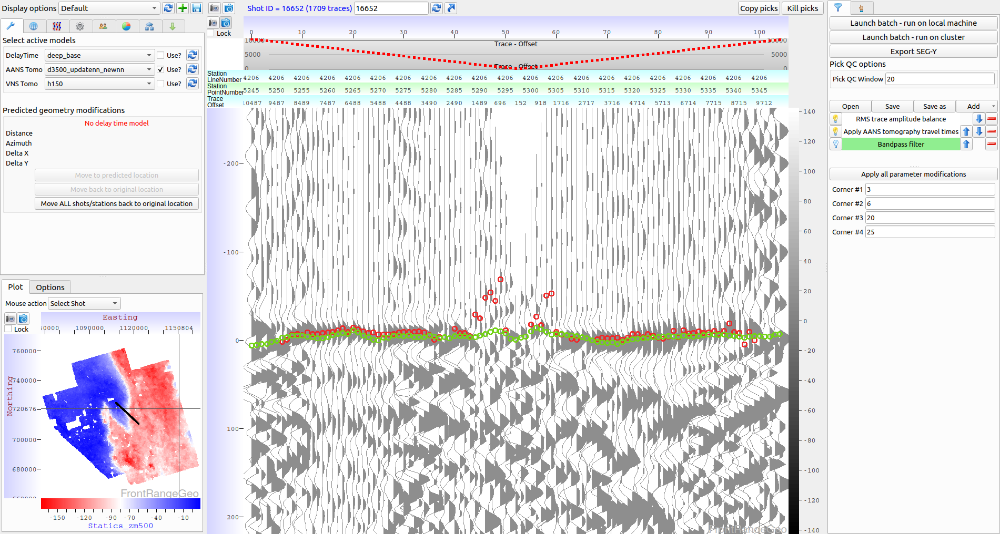 Display options Default
Shot ID = 16652 (1709 traces) 16652
Copy picks Kill picks
Lock
Select active models
DelayTime deep_base Use?
AANS Tomo d3500_updatenn_newnn Use?
VNS Tomo h150 Use?
Predicted geometry modifications
No delay time model
Distance
Azimuth
Delta X
Delta Y
Move to predicted location
Move back to original location
Move ALL shots/stations back to original location
Plot Options
Mouse action Select Shot
Lock
Easting
1090000 1120000 1150804
Northing
760000
740000
720676
700000
680000
FrontRangeGeo
-150 -120 -90 -70 -40 -10
Statics_zm500
0 10 20 30 40 50 60 70 80 90 100
Trace - Offset
5000 5000
0 Trace - Offset 0
Station
LineNumber 4206 4206 4206 4206 4206 4206 4206 4206 4206 4206 4206 4206 4206 4206 4206 4206 4206 4206 4206 4206 4206
Station
PointNumber 5245 5250 5255 5260 5265 5270 5275 5280 5285 5290 5295 5300 5305 5310 5315 5320 5325 5330 5335 5340 5345
Trace
Offset 10487 9487 8489 7487 6488 5488 4488 3490 2490 1489 696 152 918 1716 2717 3716 4714 5713 6714 7715 8715 9712
-200
-100
0
100
200
140
120
100
80
60
40
20
0
-20
-40
-60
-80
-100
-120
-140
FrontRangeGeo
Launch batch - run on local machine
Launch batch - run on cluster
Export SEG-Y
Pick QC options
Pick QC Window 20
Open Save Save as Add
RMS trace amplitude balance
Apply AANS tomography travel times
Bandpass filter
Apply all parameter modifications
Corner #1 3
Corner #2 6
Corner #3 20
Corner #4 25